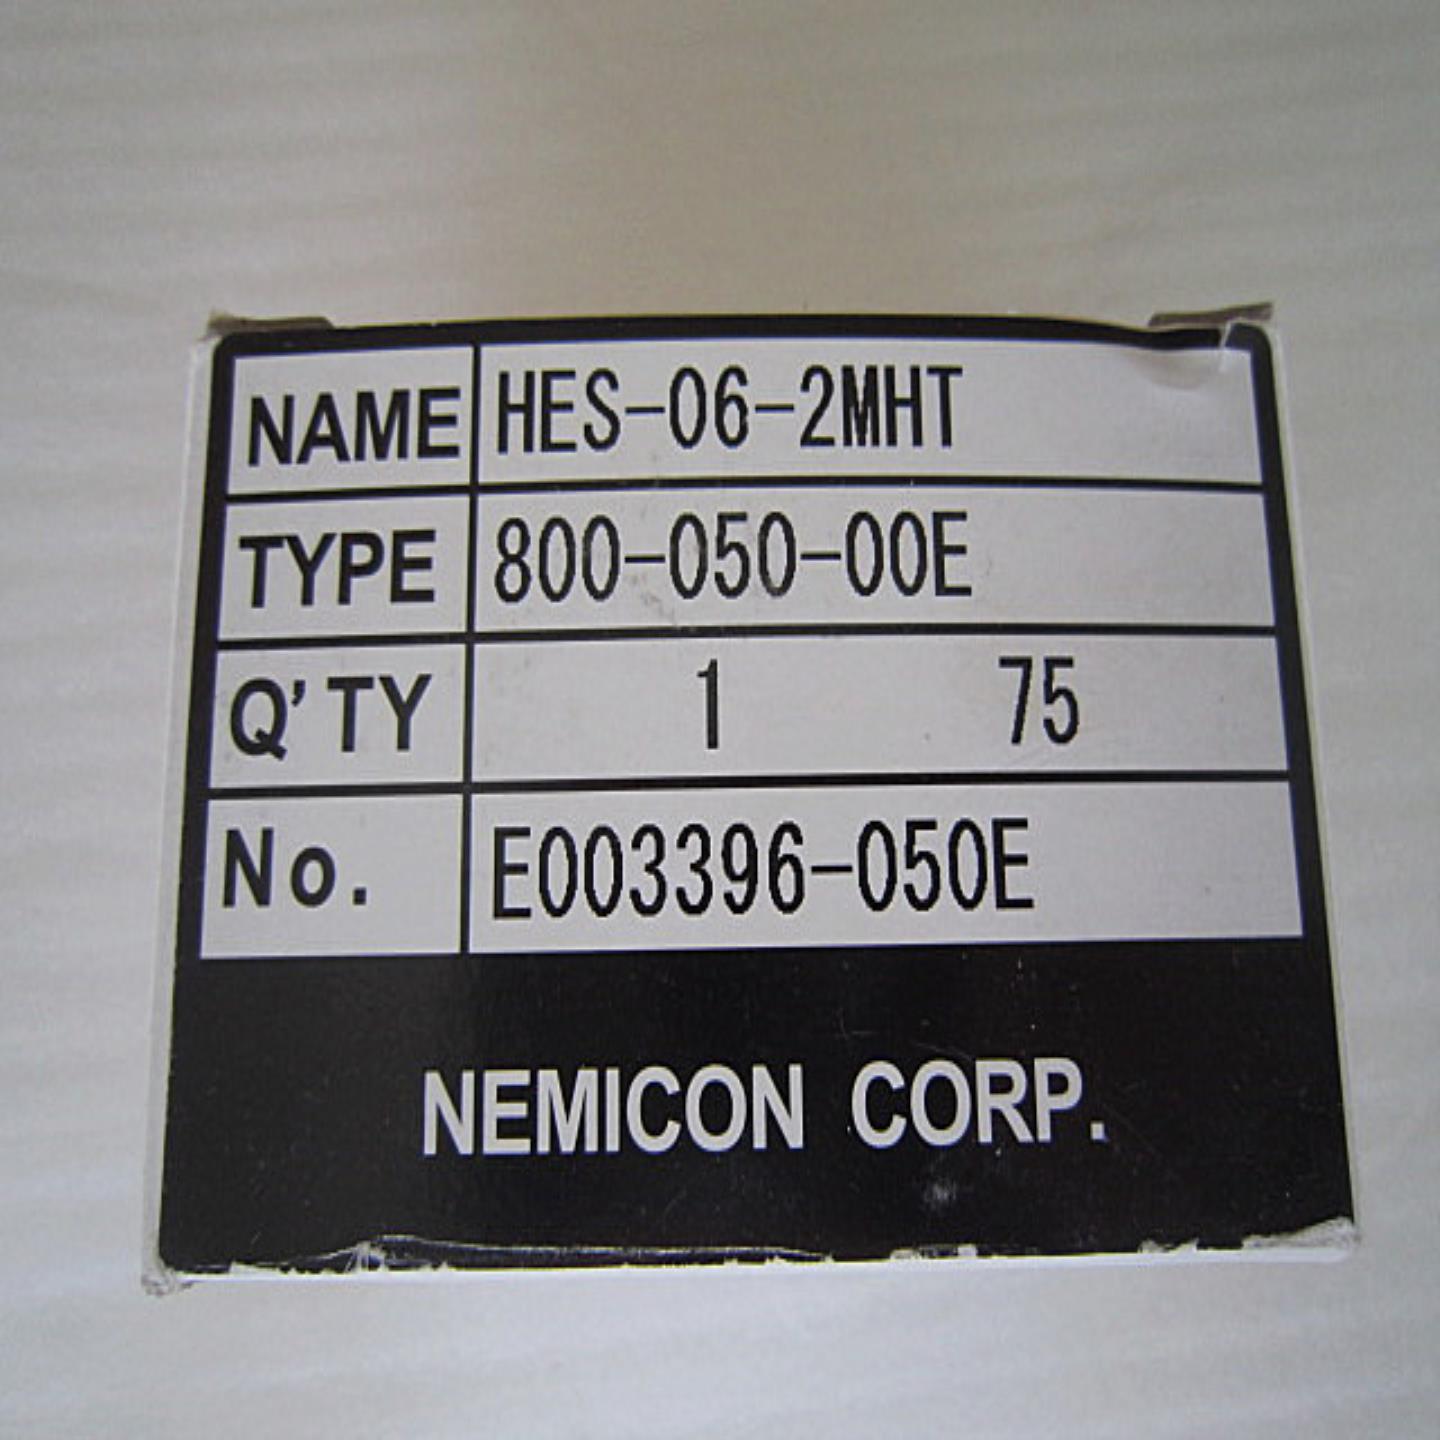 NAME HES-06-2MHT
TYPE 800-050-00E
Q'TY 1 75
No. E003396-050E
NEMICON CORP.